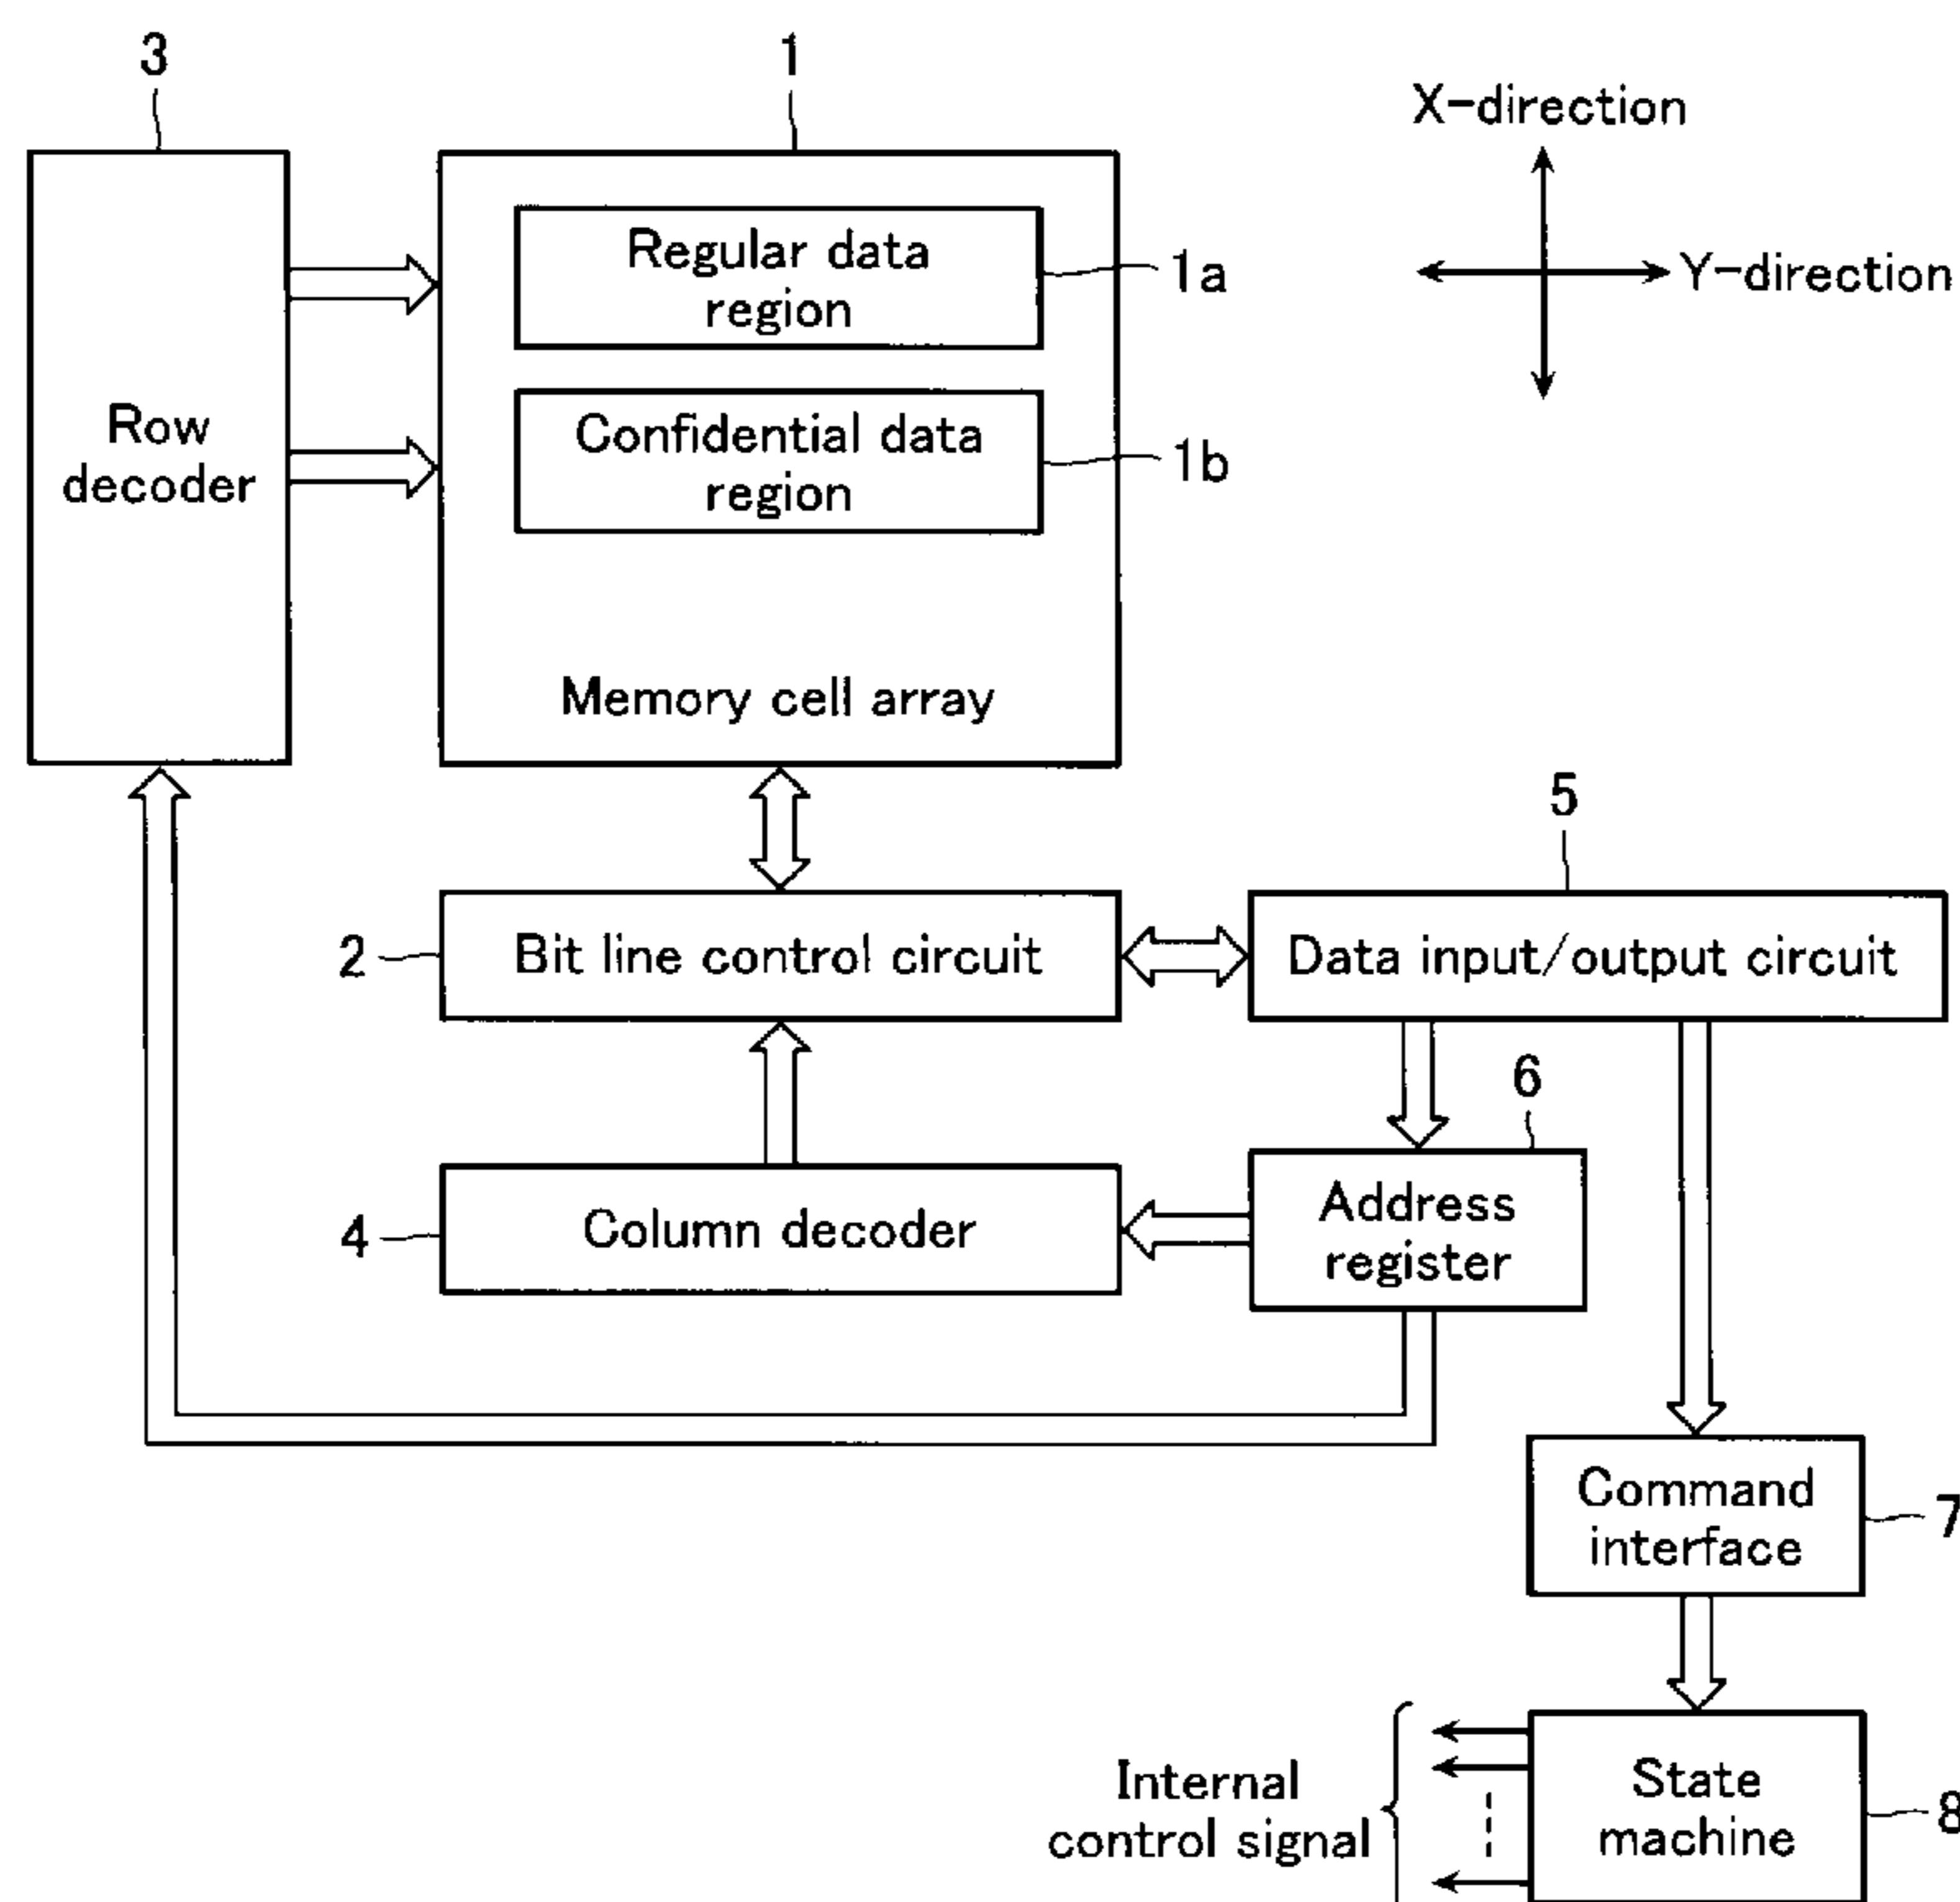 3
1
X-direction
Y-direction
Regular data
region
1a
Row
decoder
Confidential data
region
1b
Memory cell array
5
2
Bit line control circuit
Data input/output circuit
6
4
Column decoder
Address
register
Command
interface
7
Internal
control signal
State
machine
8